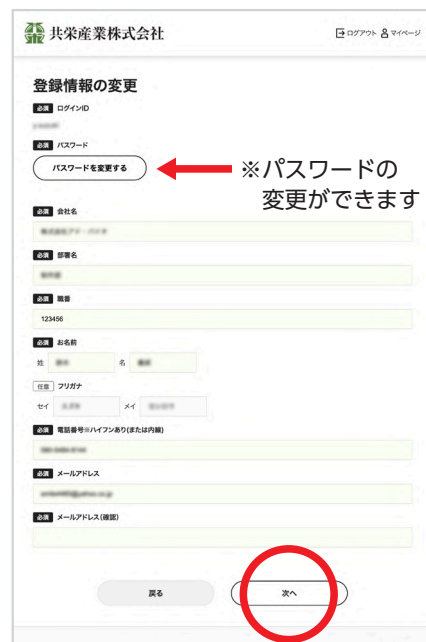 共栄産業株式会社
ログアウト マイページ
登録情報の変更
必須 ログインID
必須 パスワード
パスワードを変更する
※パスワードの
変更ができます
必須 会社名
必須 部署名
必須 職番
123456
必須 お名前
姓 名
任意 フリガナ
セイ メイ
必須 電話番号※ハイフンあり(または内線)
必須 メールアドレス
必須 メールアドレス(確認)
戻る 次へ